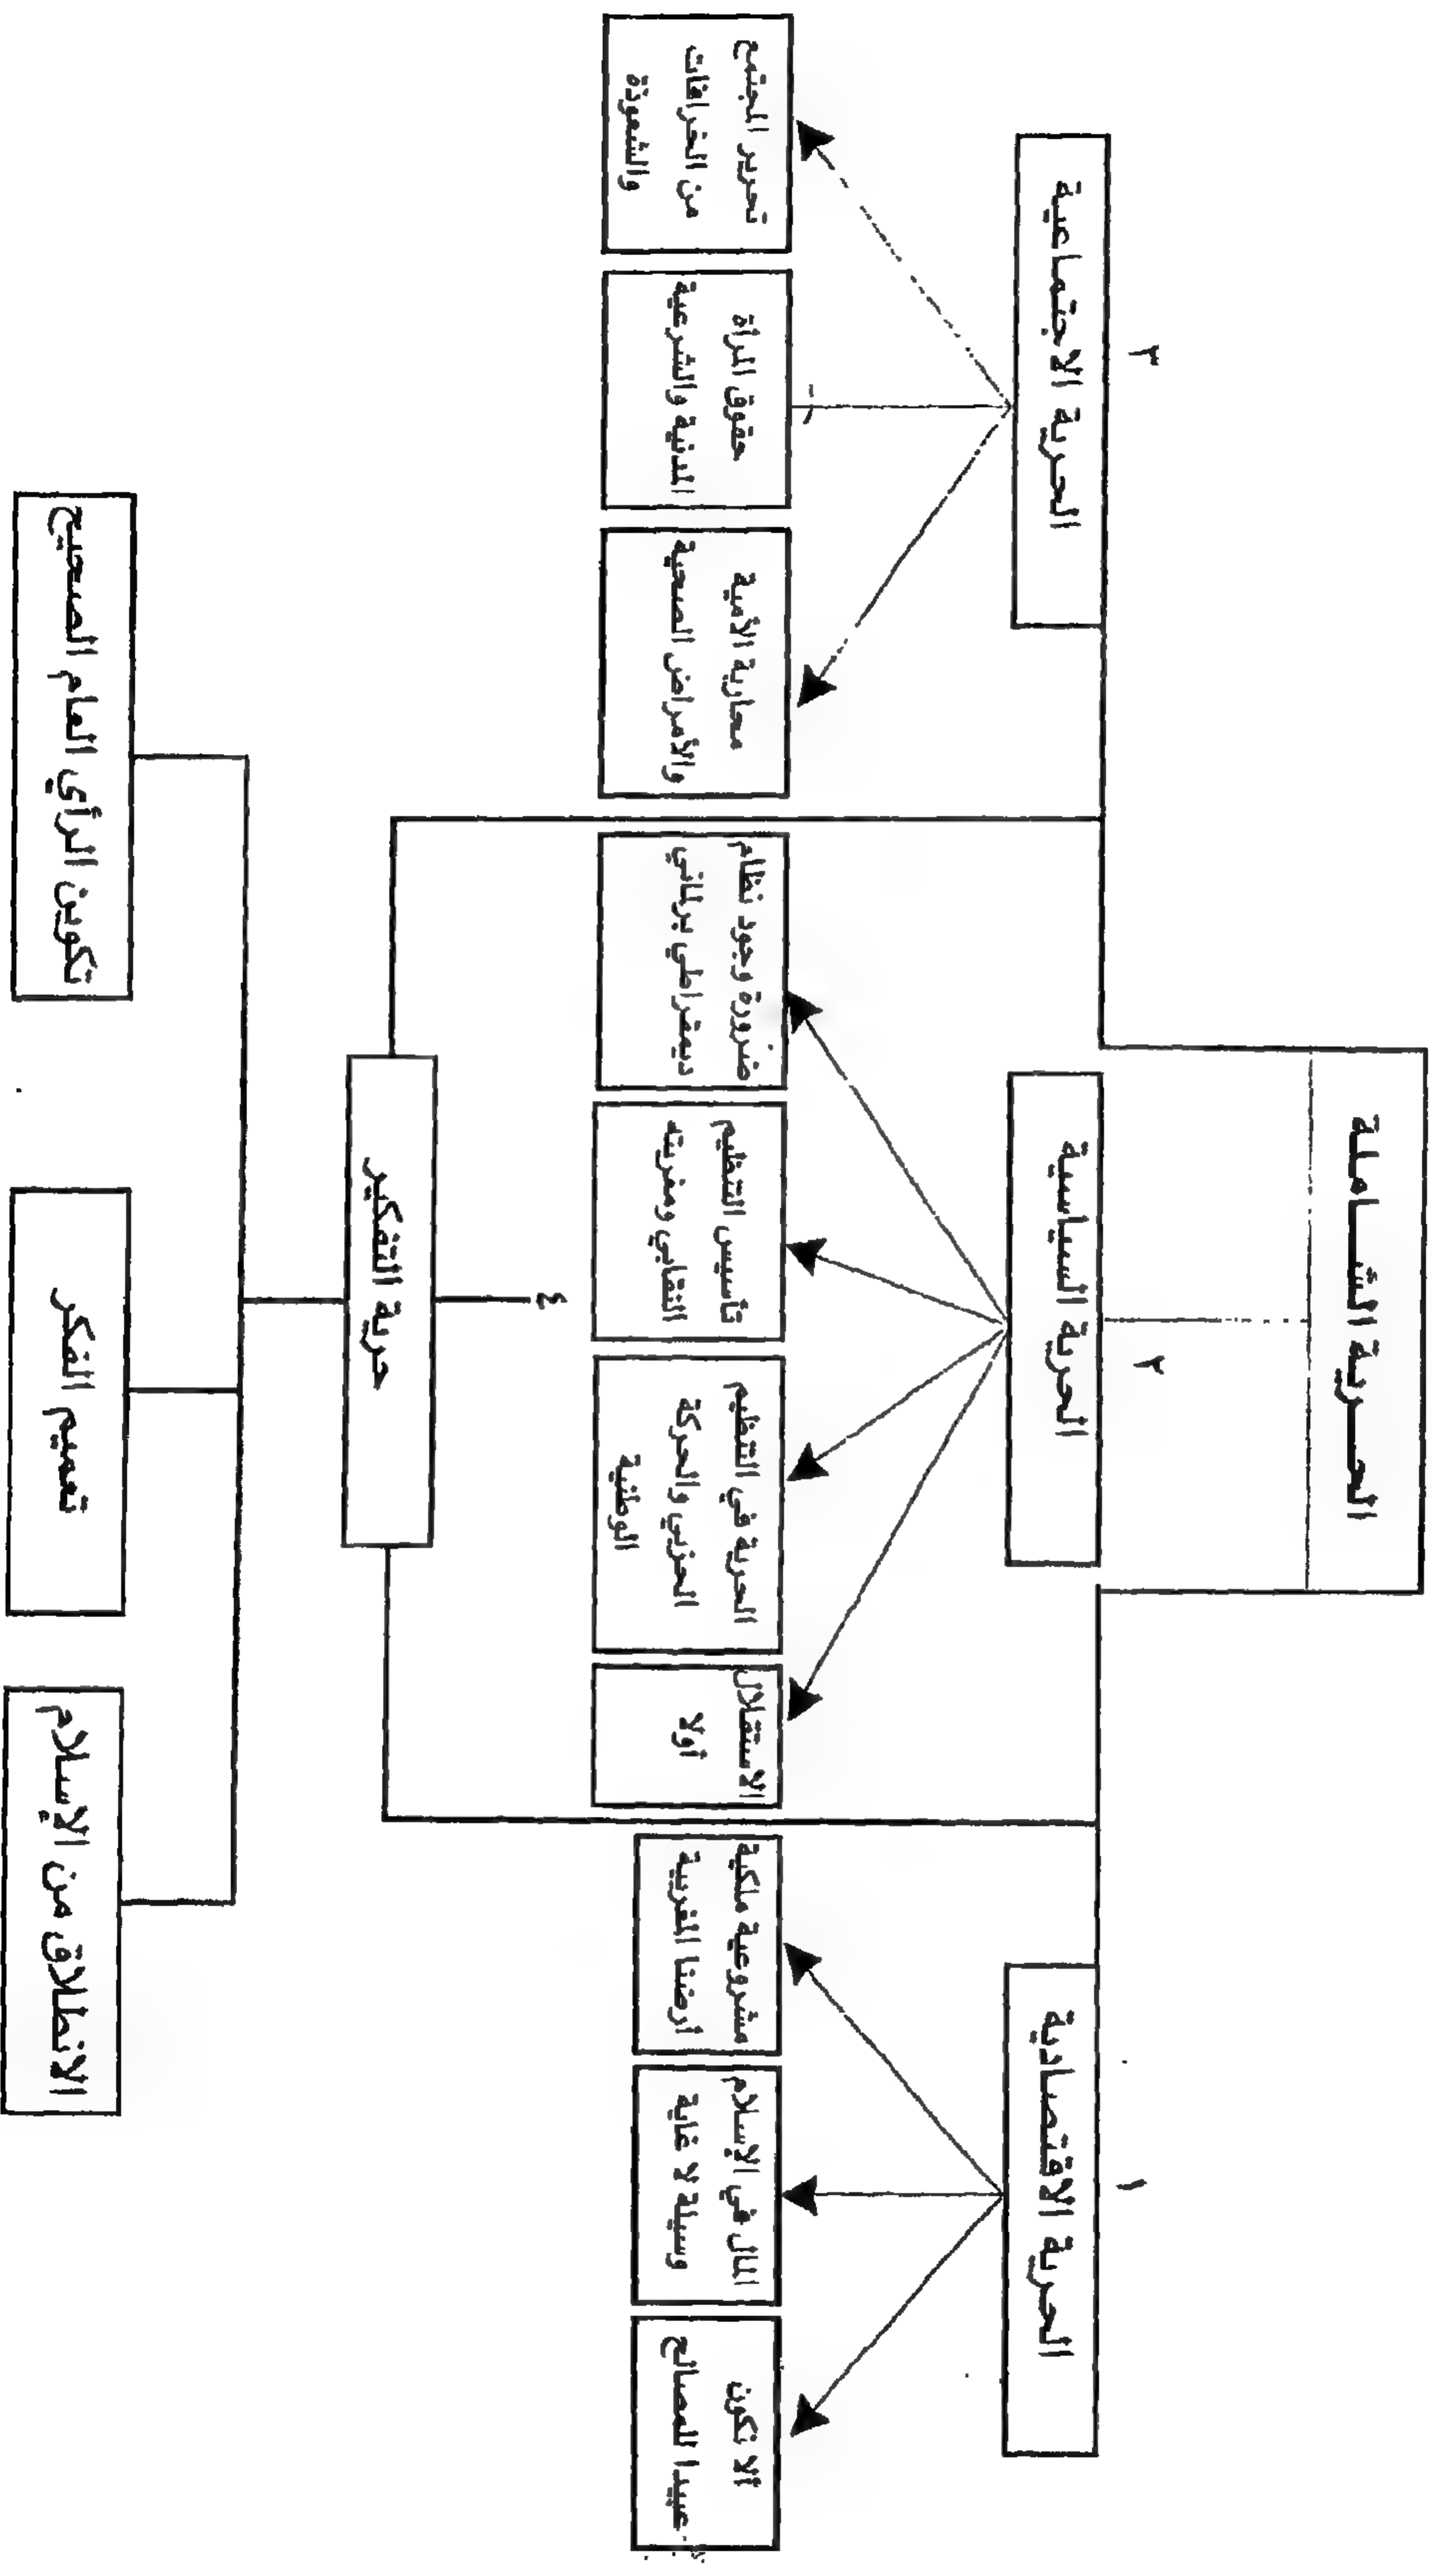 الحرية الشاملة
١
الحرية الاقتصادية
٢
الحرية السياسية
٣
الحرية الاجتماعية
ألا نكون
عبيدا للمصالح
المال في الإسلام
وسيلة لا غاية
مشروعية ملكية
أرضنا المغربية
الاستقلال
أولا
الحرية في التنظيم
الحزبي والحركة
الوطنية
تأسيس التنظيم
النقابي ومغربته
ضرورة وجود نظام
ديمقراطي برلماني
محاربة الأمية
والأمراض الصحية
حقوق المرأة
المدنية والشرعية
تحرير المجتمع
من الخرافات
والشعوذة
٤
حرية التفكير
الانطلاق من الإسلام
تعميم الفكر
تكوين الرأي العام الصحيح